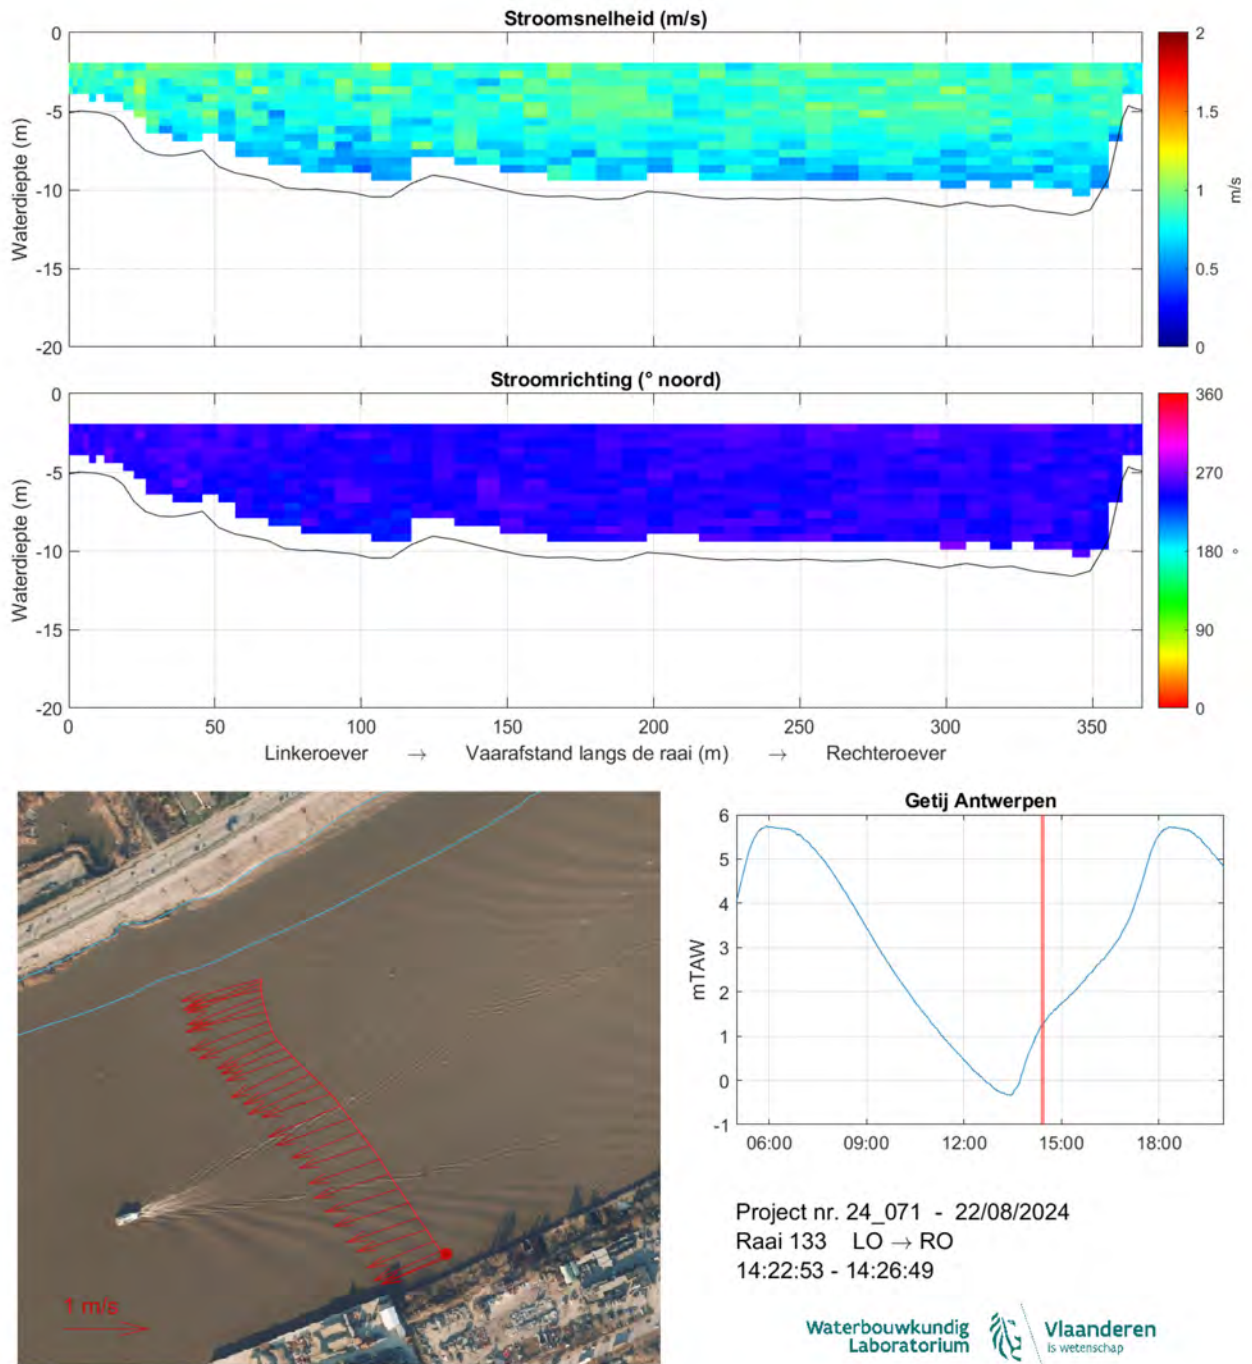 Stroomsnelheid (m/s)
0
-5
-10
-15
-20
Waterdiepte (m)
2
1.5
1
0.5
0
m/s
Stroomrichting (° noord)
0
-5
-10
-15
-20
Waterdiepte (m)
360
270
180
90
0
°
0 50 100 150 200 250 300 350
Linkeroever → Vaarafstand langs de raai (m) → Rechteroever
1 m/s
Getij Antwerpen
6
5
4
3
2
1
0
-1
mTAW
06:00 09:00 12:00 15:00 18:00
Project nr. 24_071 - 22/08/2024
Raai 133 LO → RO
14:22:53 - 14:26:49
Waterbouwkundig
Laboratorium
Vlaanderen
is wetenschap